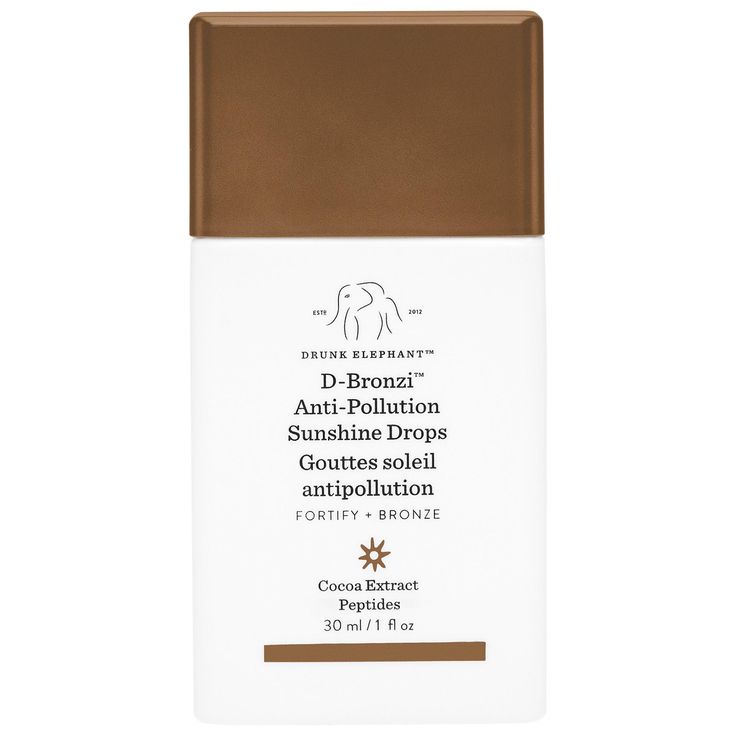 ESTD 2012
DRUNK ELEPHANT™
D-Bronzi™
Anti-Pollution
Sunshine Drops
Gouttes soleil
antipollution
FORTIFY + BRONZE
Cocoa Extract
Peptides
30 ml / 1 fl oz